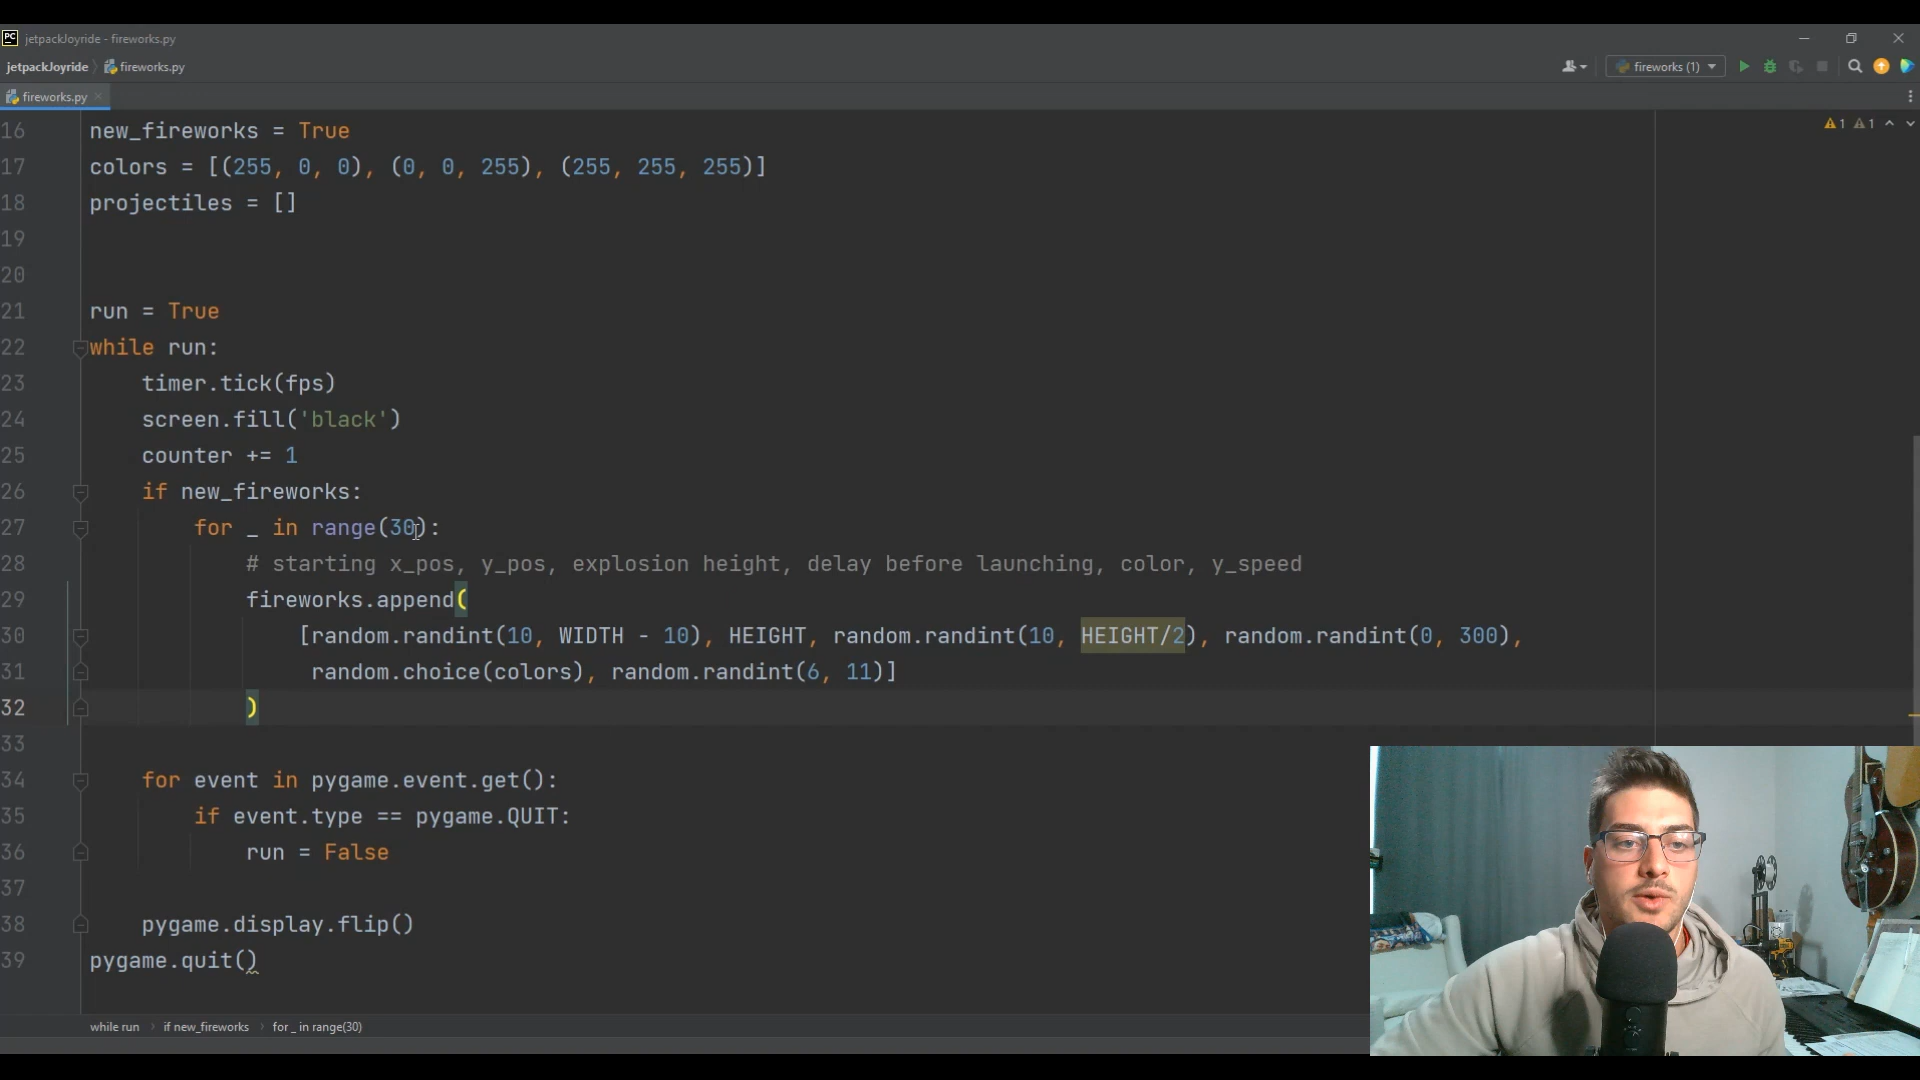 PC jetpackJoyride - fireworks.py
jetpackJoyride fireworks.py
fireworks (1)
fireworks.py
1 1
16 new_fireworks = True
17 colors = [(255, 0, 0), (0, 0, 255), (255, 255, 255)]
18 projectiles = []
19
20
21 run = True
22 while run:
23 timer.tick(fps)
24 screen.fill('black')
25 counter += 1
26 if new_fireworks:
27 for _ in range(30):
28 # starting x_pos, y_pos, explosion height, delay before launching, color, y_speed
29 fireworks.append(
30 [random.randint(10, WIDTH - 10), HEIGHT, random.randint(10, HEIGHT/2), random.randint(0, 300),
31 random.choice(colors), random.randint(6, 11)]
32 )
33
34 for event in pygame.event.get():
35 if event.type == pygame.QUIT:
36 run = False
37
38 pygame.display.flip()
39 pygame.quit()
while run if new_fireworks for _ in range(30)